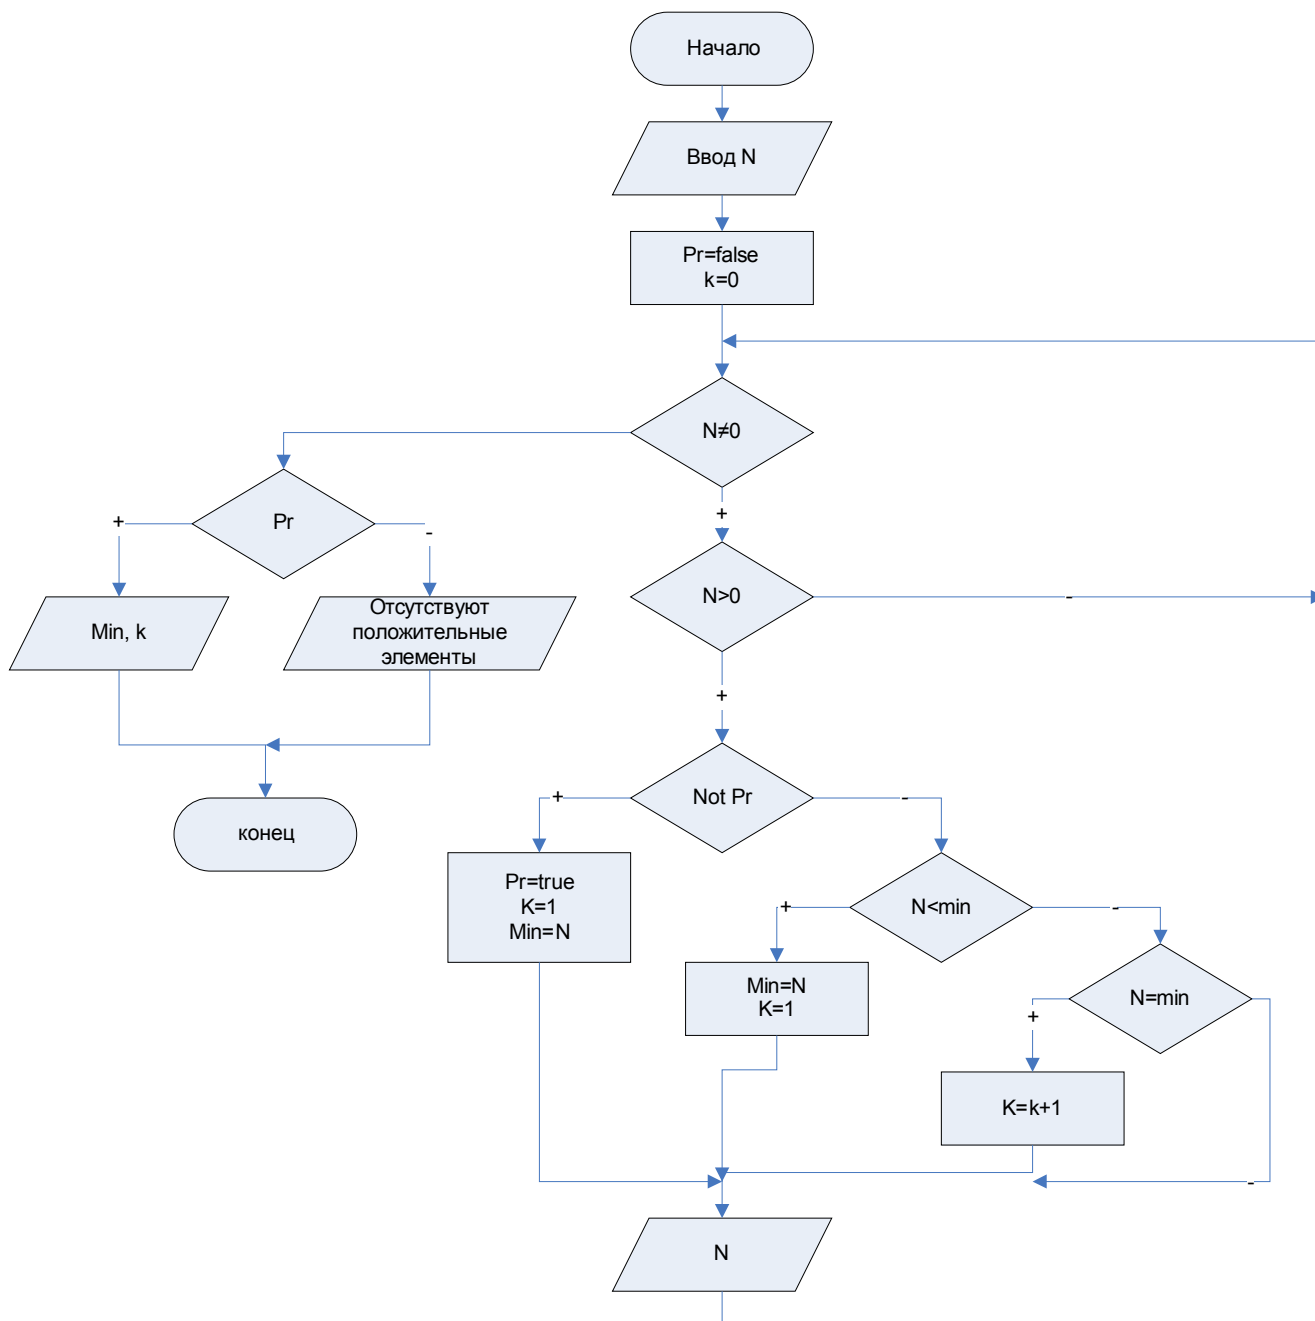 Начало
Ввод N
Pr=false
k=0
N≠0
+
Pr
+
-
N>0
-
Min, k
Отсутствуют
положительные
элементы
+
Not Pr
+
-
конец
Pr=true
K=1
Min=N
N<min
+
-
Min=N
K=1
N=min
+
K=k+1
-
N